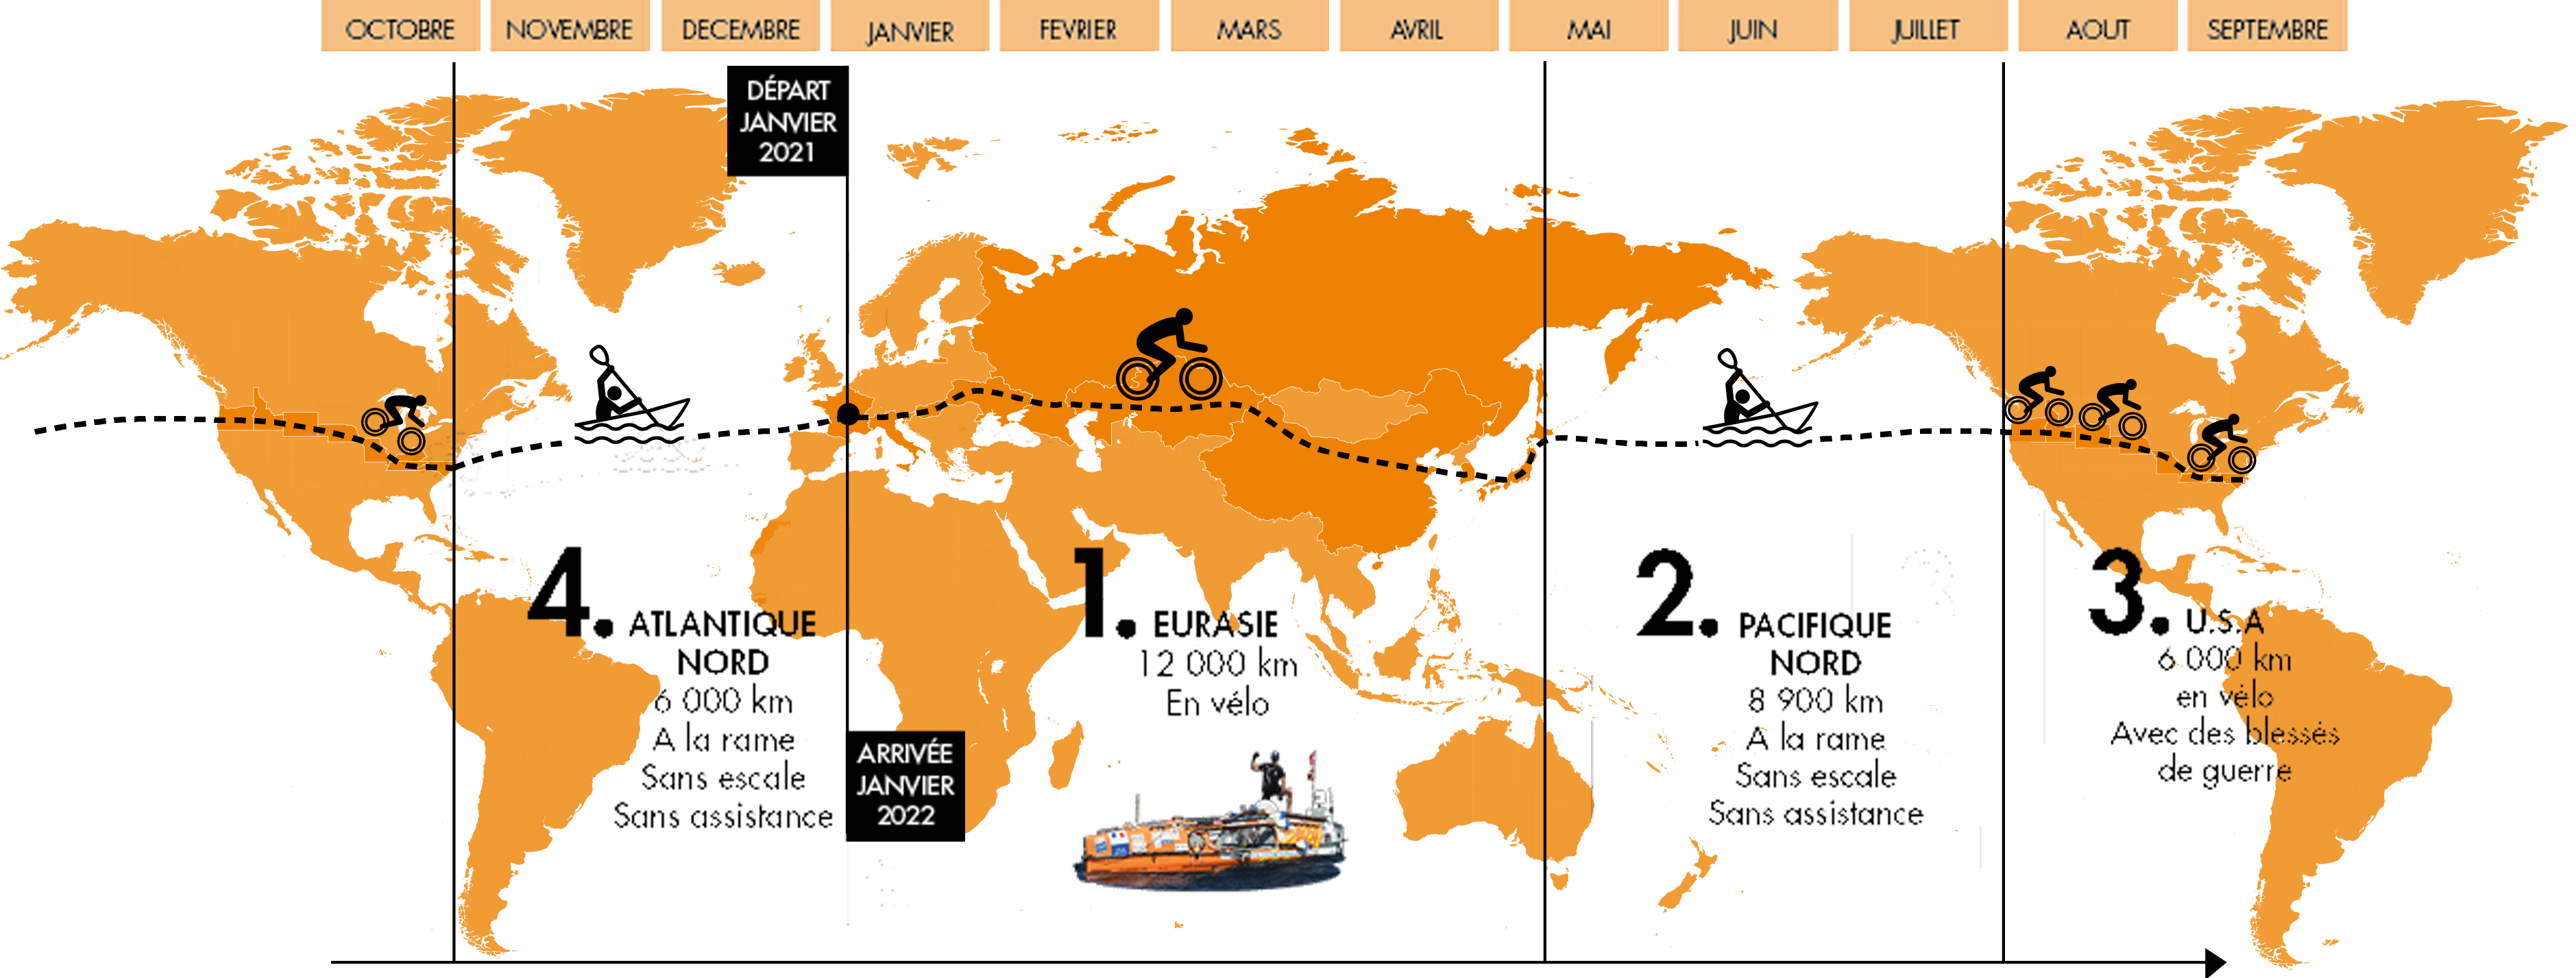 OCTOBRE
NOVEMBRE
DECEMBRE
JANVIER
FEVRIER
MARS
AVRIL
MAI
JUIN
JUILLET
AOUT
SEPTEMBRE
DÉPART
JANVIER
2021
4. ATLANTIQUE
NORD
6 000 km
A la rame
Sans escale
Sans assistance
ARRIVÉE
JANVIER
2022
1. EURASIE
12 000 km
En vélo
2. PACIFIQUE
NORD
8 900 km
A la rame
Sans escale
Sans assistance
3. U.S.A
6 000 km
en vélo
Avec des blessés
de guerre